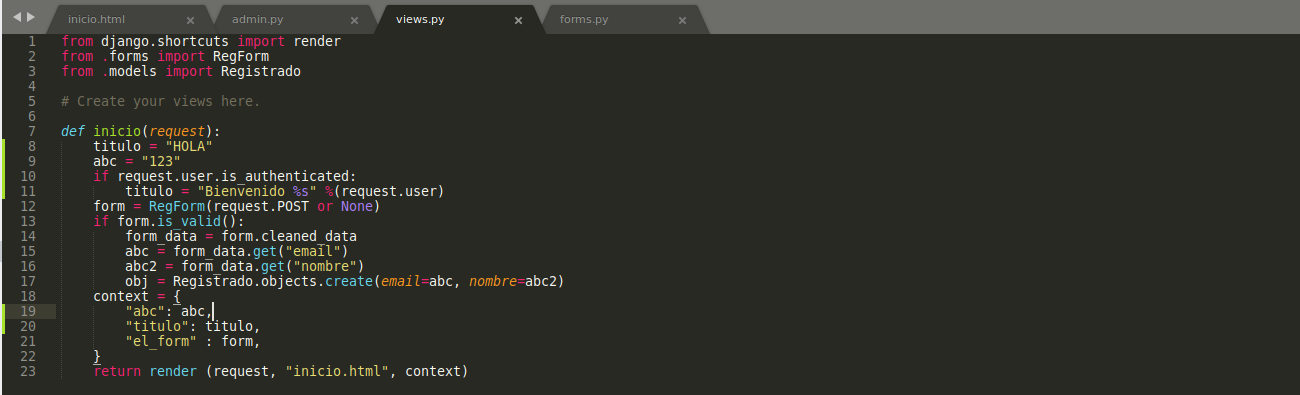 inicio.html × admin.py × views.py × forms.py ×
1 from django.shortcuts import render
2 from .forms import RegForm
3 from .models import Registrado
4
5 # Create your views here.
6
7 def inicio(request):
8     titulo = "HOLA"
9     abc = "123"
10     if request.user.is_authenticated:
11         titulo = "Bienvenido %s" %(request.user)
12     form = RegForm(request.POST or None)
13     if form.is_valid():
14         form_data = form.cleaned_data
15         abc = form_data.get("email")
16         abc2 = form_data.get("nombre")
17         obj = Registrado.objects.create(email=abc, nombre=abc2)
18     context = {
19         "abc": abc,
20         "titulo": titulo,
21         "el_form" : form,
22     }
23     return render (request, "inicio.html", context)